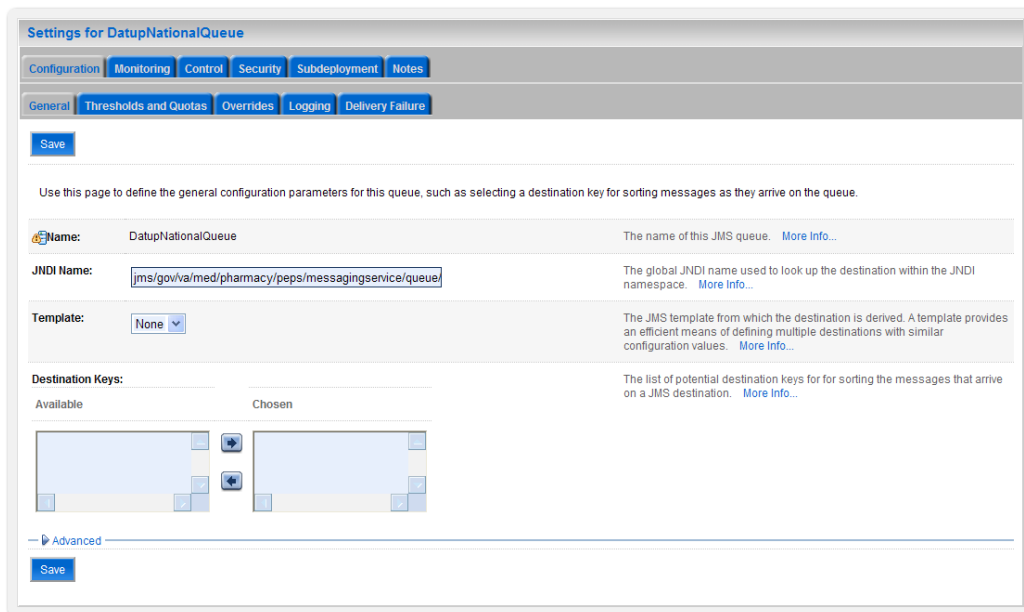 Settings for DatupNationalQueue
Configuration Monitoring Control Security Subdeployment Notes
General Thresholds and Quotas Overrides Logging Delivery Failure
Save
Use this page to define the general configuration parameters for this queue, such as selecting a destination key for sorting messages as they arrive on the queue.
Name: DatupNationalQueue The name of this JMS queue. More Info...
JNDI Name: jms/gov/va/med/pharmacy/peps/messagingservice/queue/ The global JNDI name used to look up the destination within the JNDI
namespace. More Info...
Template: None The JMS template from which the destination is derived. A template provides
an efficient means of defining multiple destinations with similar
configuration values. More Info...
Destination Keys: The list of potential destination keys for for sorting the messages that arrive
on a JMS destination. More Info...
Available Chosen
Advanced
Save